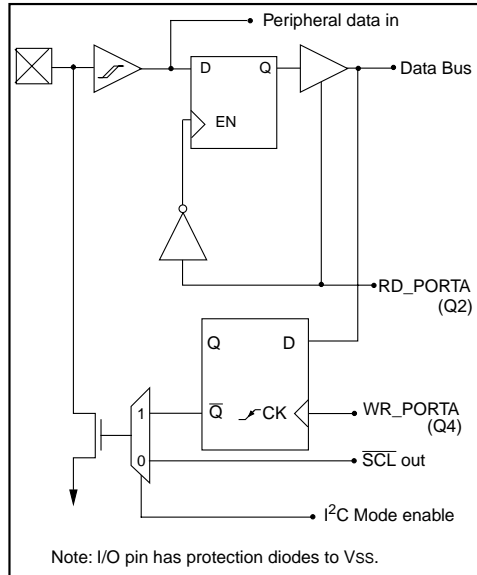 Peripheral data in
D Q
Data Bus
EN
RD_PORTA
(Q2)
Q D
Q̅ CK
1
WR_PORTA
(Q4)
0
S̅C̅L̅ out
I²C Mode enable
Note: I/O pin has protection diodes to VSS.